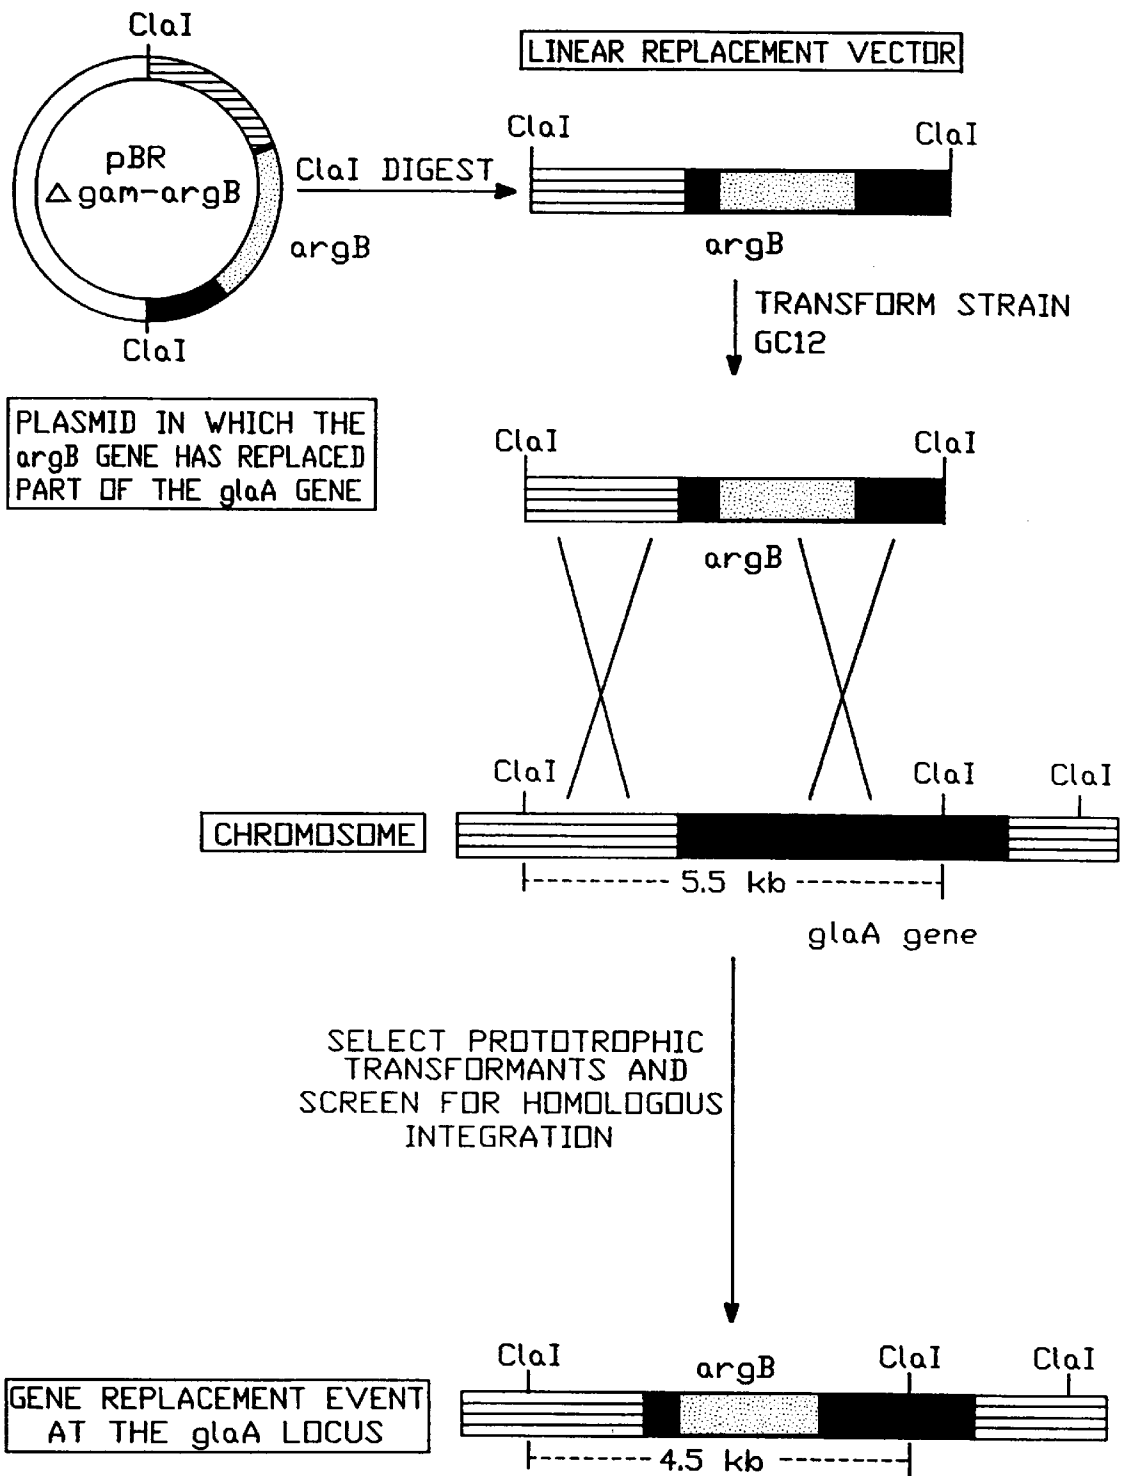 ClaI
LINEAR REPLACEMENT VECTOR
pBR
Δgam-argB
ClaI DIGEST
ClaI
ClaI
argB
argB
ClaI
TRANSFORM STRAIN
GC12
PLASMID IN WHICH THE
argB GENE HAS REPLACED
PART OF THE glaA GENE
ClaI
ClaI
argB
ClaI
ClaI
ClaI
CHROMOSOME
5.5 kb
glaA gene
SELECT PROTOTROPHIC
TRANSFORMANTS AND
SCREEN FOR HOMOLOGOUS
INTEGRATION
ClaI
argB
ClaI
ClaI
GENE REPLACEMENT EVENT
AT THE glaA LOCUS
4.5 kb